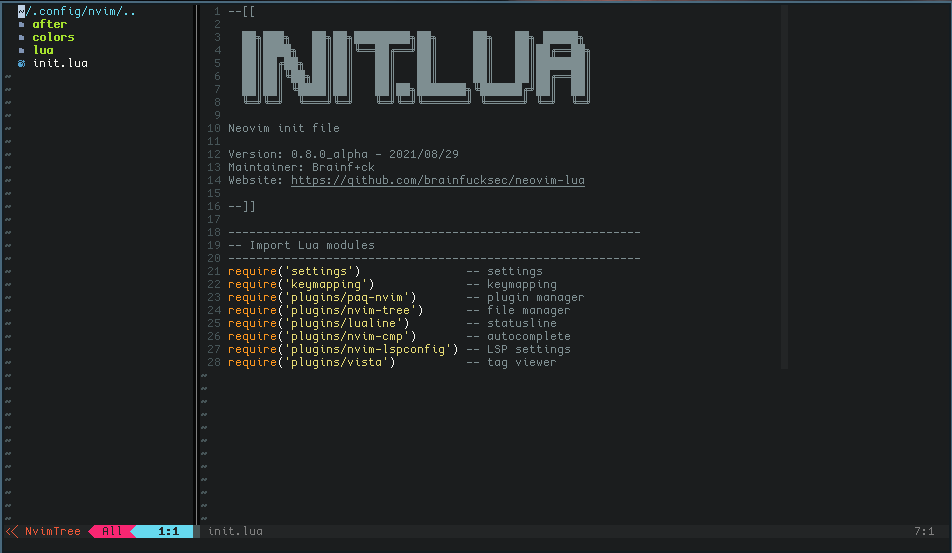 ~/.config/nvim/..
after
colors
lua
init.lua
1 --[[
2
3
4
5
6
7
8
INIT.LUA
9
10 Neovim init file
11
12 Version: 0.8.0_alpha - 2021/08/29
13 Maintainer: Brainf+ck
14 Website: https://github.com/brainfucksec/neovim-lua
15
16 --]]
17
18 -----------------------------------------------------------
19 -- Import Lua modules
20 -----------------------------------------------------------
21 require('settings') -- settings
22 require('keymapping') -- keymapping
23 require('plugins/paq-nvim') -- plugin manager
24 require('plugins/nvim-tree') -- file manager
25 require('plugins/lualine') -- statusline
26 require('plugins/nvim-cmp') -- autocomplete
27 require('plugins/nvim-lspconfig') -- LSP settings
28 require('plugins/vista') -- tag viewer
NvimTree All 1:1 init.lua 7:1